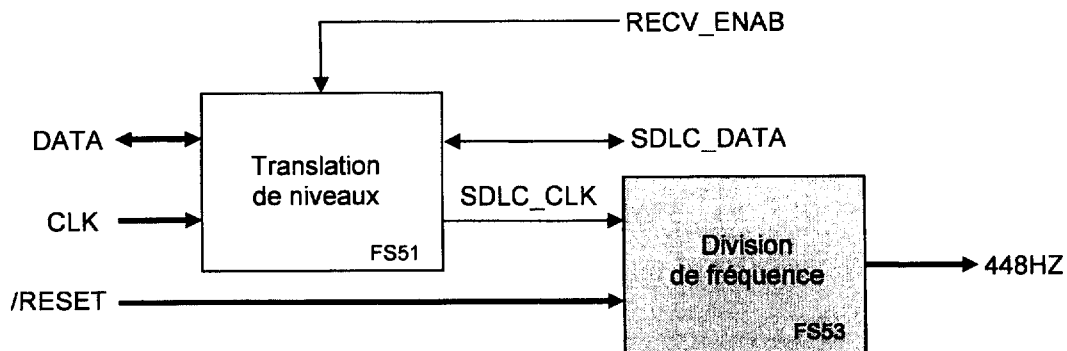 RECV_ENAB
DATA
Translation
de niveaux
SDLC_DATA
SDLC_CLK
CLK
FS51
Division
de fréquence
448HZ
/RESET
FS53